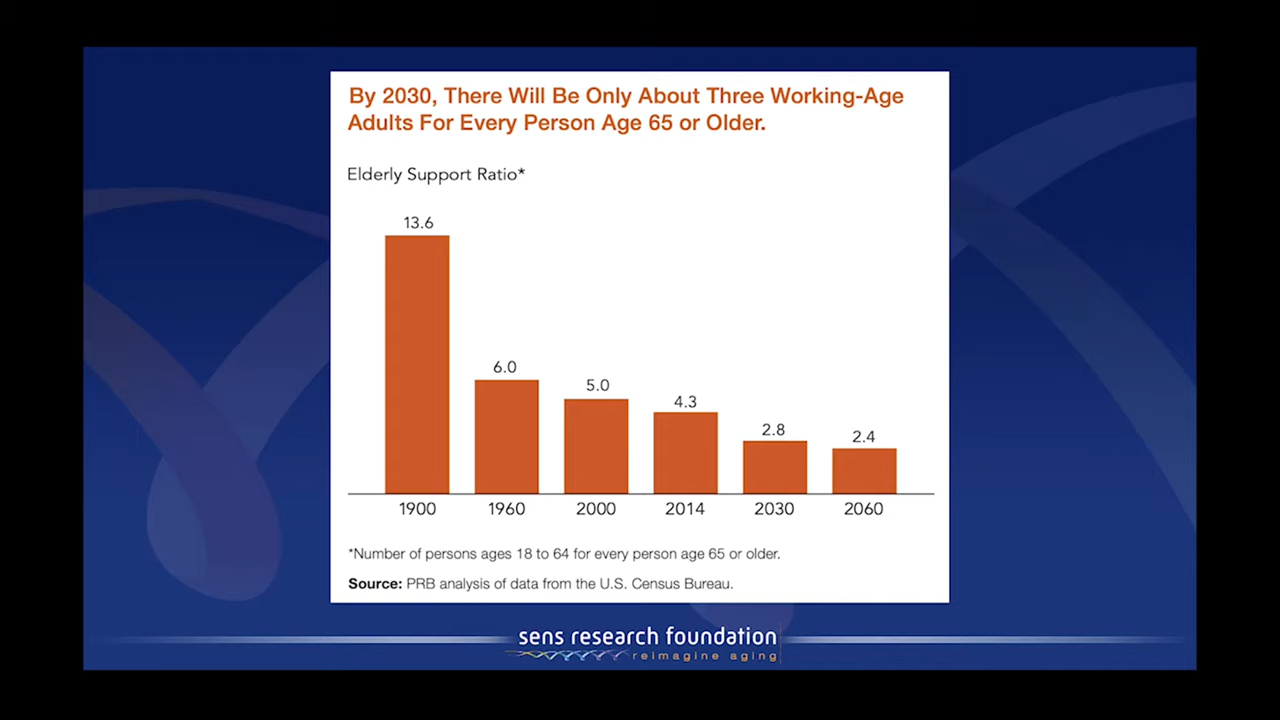 By 2030, There Will Be Only About Three Working-Age
Adults For Every Person Age 65 or Older.
Elderly Support Ratio*
13.6
6.0
5.0
4.3
2.8
2.4
1900
1960
2000
2014
2030
2060
*Number of persons ages 18 to 64 for every person age 65 or older.
Source: PRB analysis of data from the U.S. Census Bureau.
sens research foundation
reimagine aging